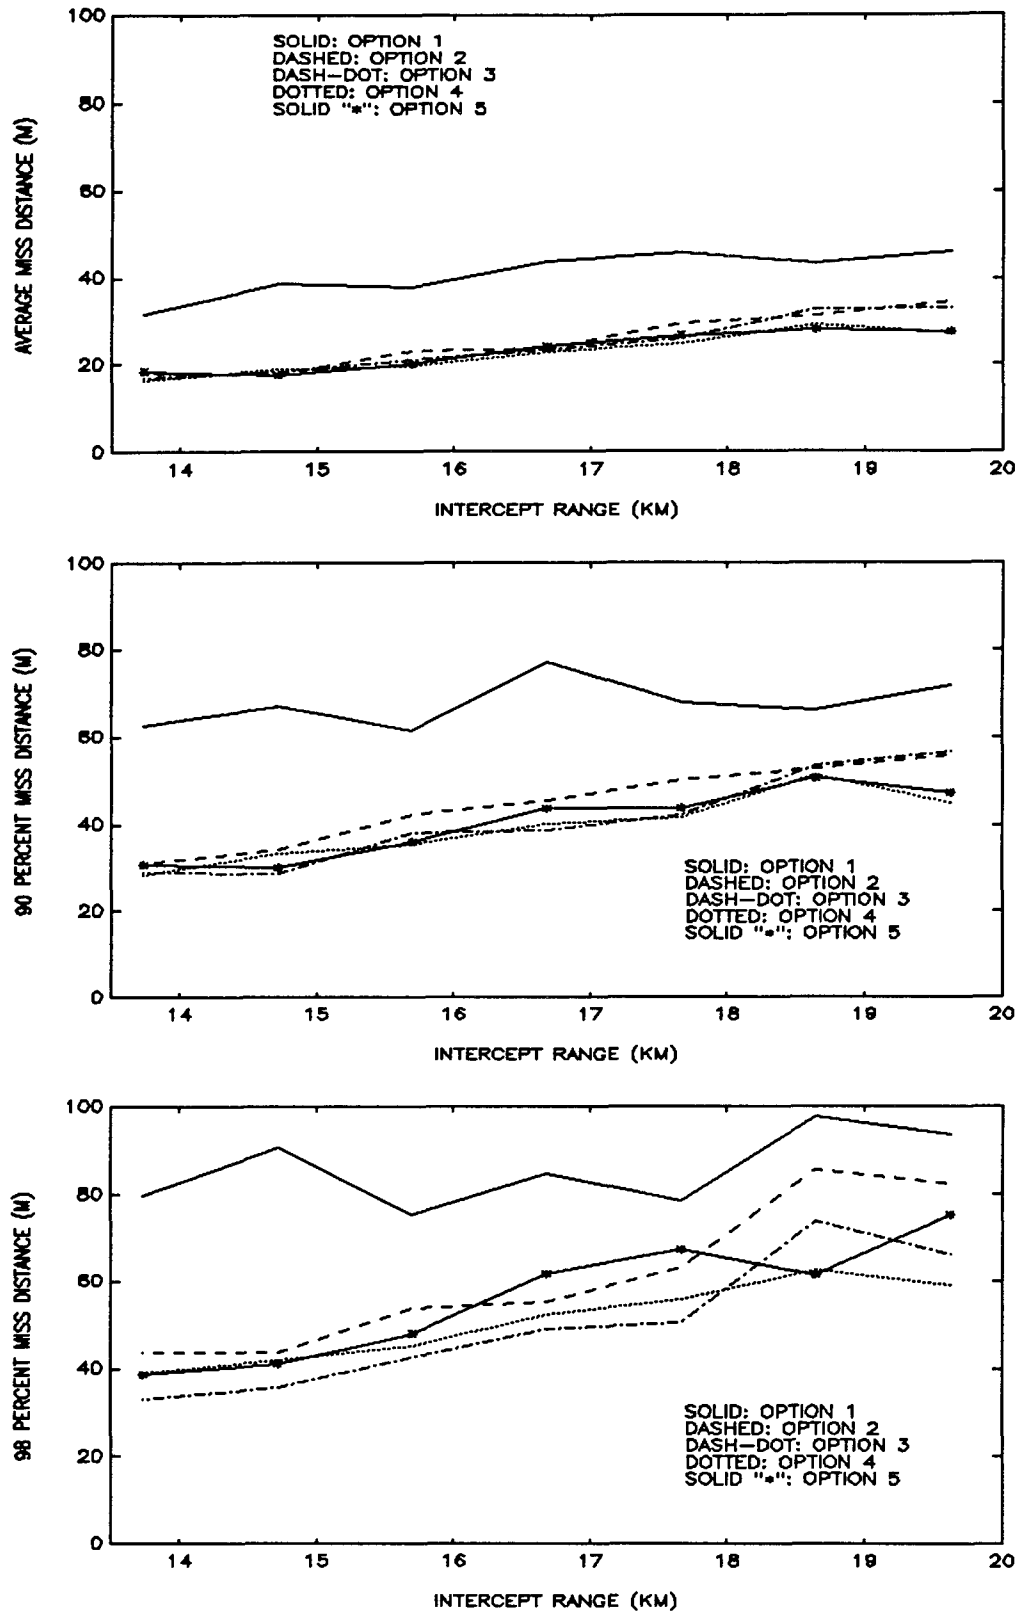 100
80
60
40
20
0
AVERAGE MISS DISTANCE (M)
SOLID: OPTION 1
DASHED: OPTION 2
DASH-DOT: OPTION 3
DOTTED: OPTION 4
SOLID "*": OPTION 5
14 15 16 17 18 19 20
INTERCEPT RANGE (KM)
100
80
60
40
20
0
90 PERCENT MISS DISTANCE (M)
SOLID: OPTION 1
DASHED: OPTION 2
DASH-DOT: OPTION 3
DOTTED: OPTION 4
SOLID "*": OPTION 5
14 15 16 17 18 19 20
INTERCEPT RANGE (KM)
100
80
60
40
20
0
98 PERCENT MISS DISTANCE (M)
SOLID: OPTION 1
DASHED: OPTION 2
DASH-DOT: OPTION 3
DOTTED: OPTION 4
SOLID "*": OPTION 5
14 15 16 17 18 19 20
INTERCEPT RANGE (KM)